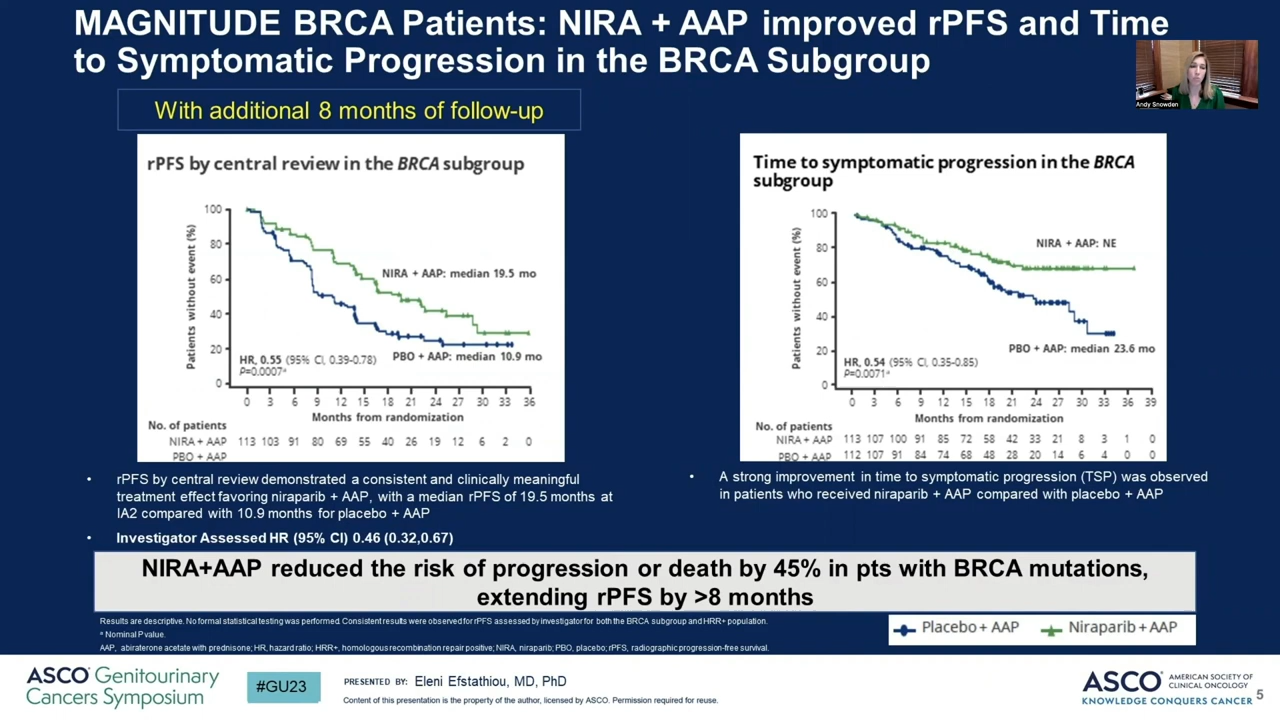 MAGNITUDE BRCA Patients: NIRA + AAP improved rPFS and Time
to Symptomatic Progression in the BRCA Subgroup
Andy Snowden
With additional 8 months of follow-up
rPFS by central review in the BRCA subgroup
Patients without event (%)
100
80
60
40
20
0
NIRA + AAP: median 19.5 mo
PBO + AAP: median 10.9 mo
HR, 0.55 (95% CI, 0.39-0.78)
P=0.0007ᵃ
0 3 6 9 12 15 18 21 24 27 30 33 36
Months from randomization
No. of patients
NIRA + AAP 113 103 91 80 69 55 40 26 19 12 6 2 0
PBO + AAP
Time to symptomatic progression in the BRCA
subgroup
Patients without event (%)
100
80
60
40
20
0
NIRA + AAP: NE
PBO + AAP: median 23.6 mo
HR, 0.54 (95% CI, 0.35-0.85)
P=0.0071ᵃ
0 3 6 9 12 15 18 21 24 27 30 33 36 39
Months from randomization
No. of patients
NIRA + AAP 113 107 100 91 85 72 58 42 33 21 8 3 1 0
PBO + AAP 112 107 91 84 74 68 48 28 20 14 6 4 0 0
• rPFS by central review demonstrated a consistent and clinically meaningful
treatment effect favoring niraparib + AAP, with a median rPFS of 19.5 months at
IA2 compared with 10.9 months for placebo + AAP
• Investigator Assessed HR (95% CI) 0.46 (0.32,0.67)
• A strong improvement in time to symptomatic progression (TSP) was observed
in patients who received niraparib + AAP compared with placebo + AAP
NIRA+AAP reduced the risk of progression or death by 45% in pts with BRCA mutations,
extending rPFS by >8 months
Results are descriptive. No formal statistical testing was performed. Consistent results were observed for rPFS assessed by investigator for both the BRCA subgroup and HRR+ population.
ᵃ Nominal P value.
AAP, abiraterone acetate with prednisone; HR, hazard ratio; HRR+, homologous recombination repair positive; NIRA, niraparib; PBO, placebo; rPFS, radiographic progression-free survival.
Placebo + AAP Niraparib + AAP
ASCO Genitourinary
Cancers Symposium
#GU23
PRESENTED BY: Eleni Efstathiou, MD, PhD
Content of this presentation is the property of the author, licensed by ASCO. Permission required for reuse.
ASCO AMERICAN SOCIETY OF
CLINICAL ONCOLOGY
KNOWLEDGE CONQUERS CANCER
5